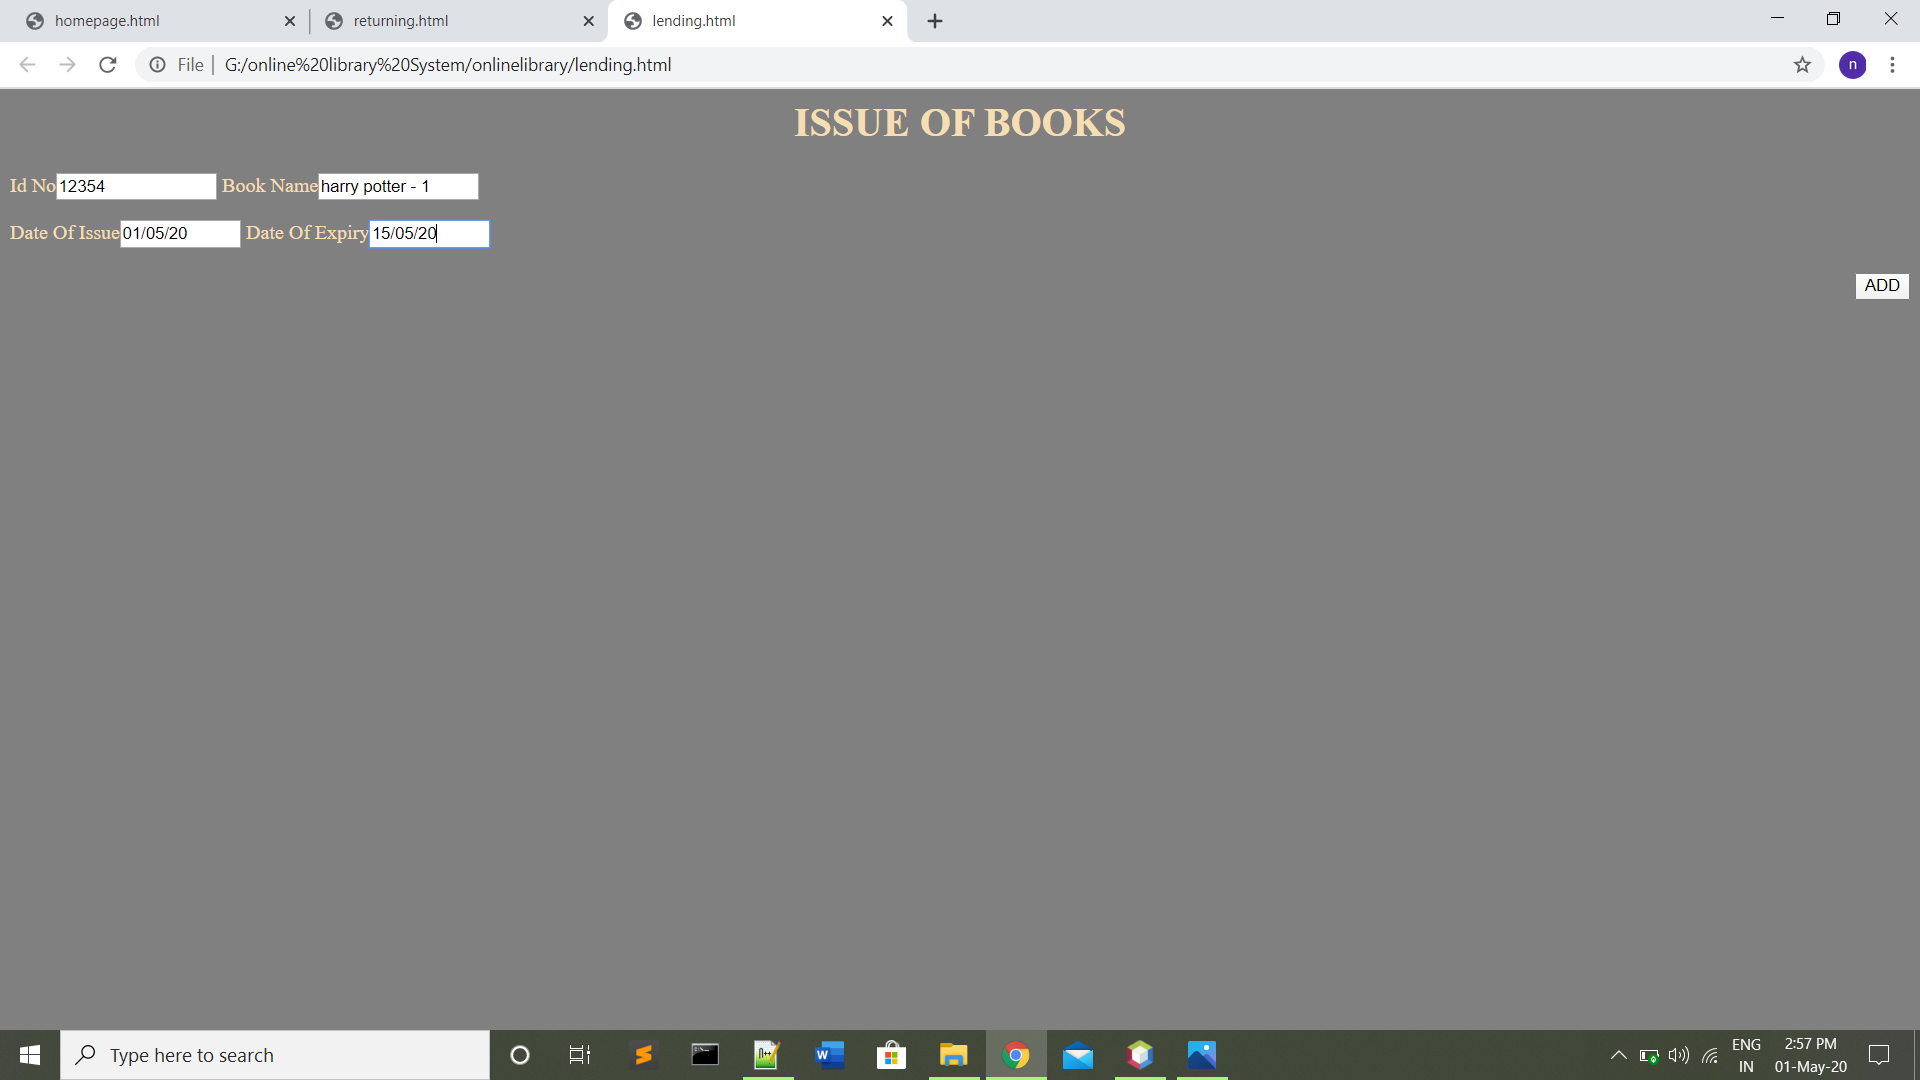 homepage.html returning.html lending.html
File G:/online%20library%20System/onlinelibrary/lending.html n
ISSUE OF BOOKS
Id No 12354 Book Name harry potter - 1
Date Of Issue 01/05/20 Date Of Expiry 15/05/20
ADD
Type here to search
ENG 2:57 PM
IN 01-May-20